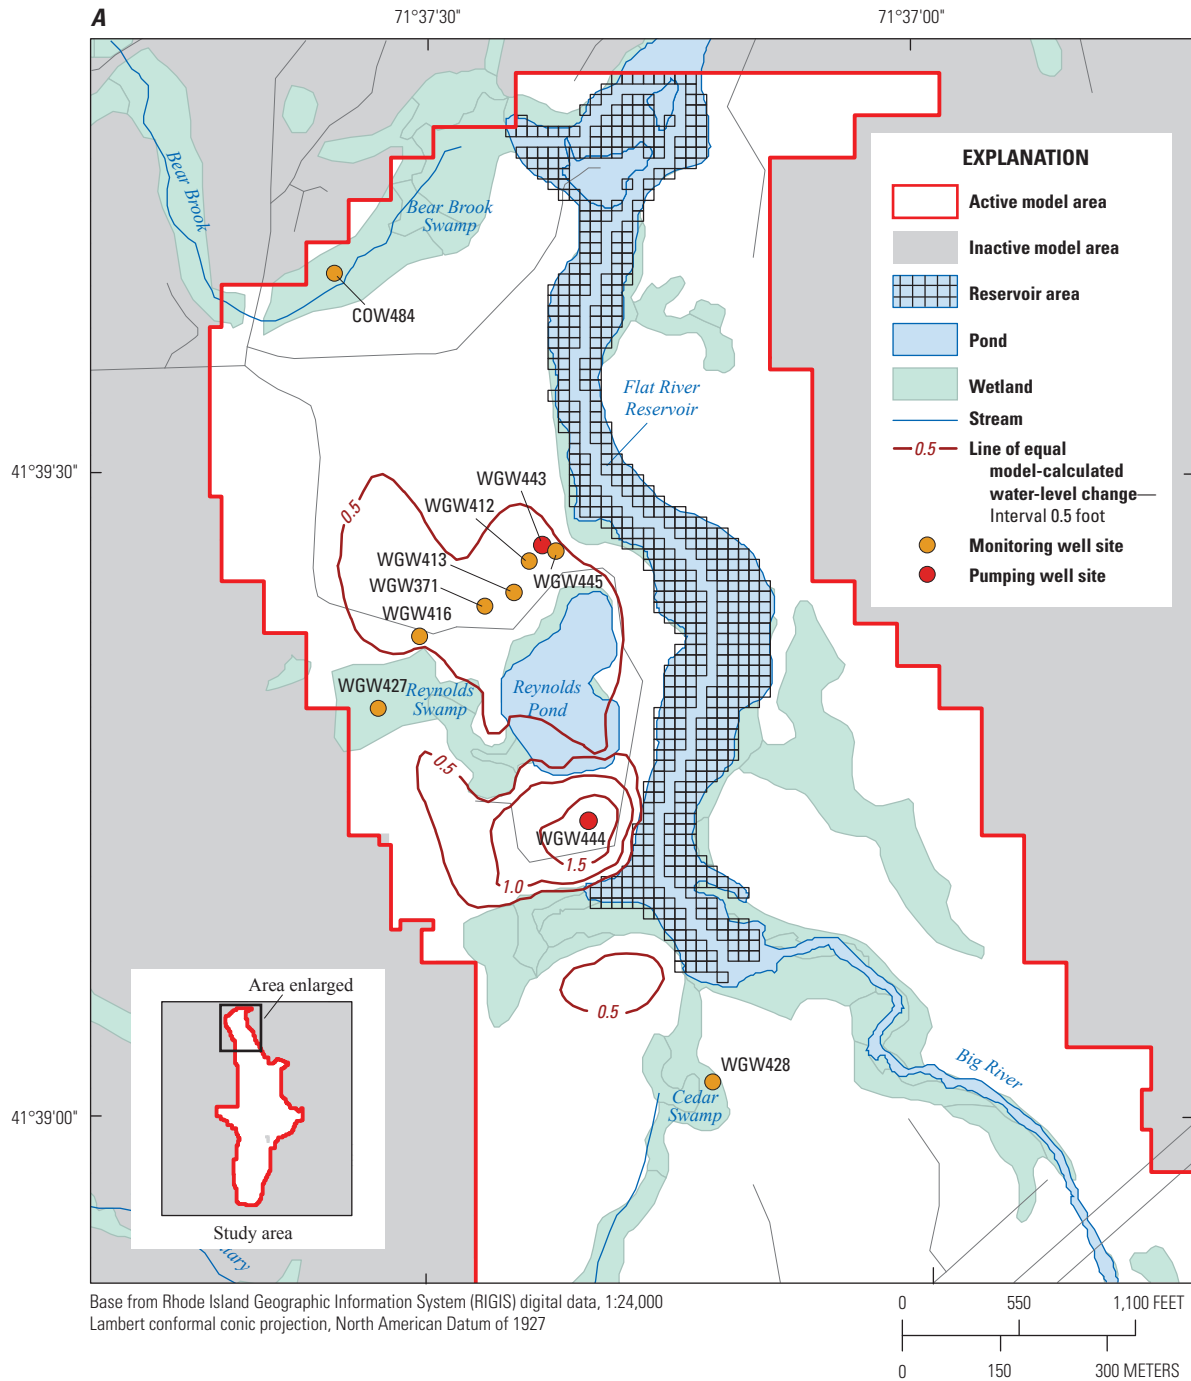 A
71°37'30"
71°37'00"
41°39'30"
41°39'00"
Bear Brook
Bear Brook
Swamp
COW484
Flat River
Reservoir
0.5
WGW443
WGW412
WGW413
WGW445
WGW371
WGW416
WGW427
Reynolds
Swamp
Reynolds
Pond
0.5
WGW444
1.5
1.0
0.5
WGW428
Cedar
Swamp
Big River
EXPLANATION
Active model area
Inactive model area
Reservoir area
Pond
Wetland
Stream
0.5
Line of equal
model-calculated
water-level change—
Interval 0.5 foot
Monitoring well site
Pumping well site
Area enlarged
Study area
Base from Rhode Island Geographic Information System (RIGIS) digital data, 1:24,000
Lambert conformal conic projection, North American Datum of 1927
0 550 1,100 FEET
0 150 300 METERS